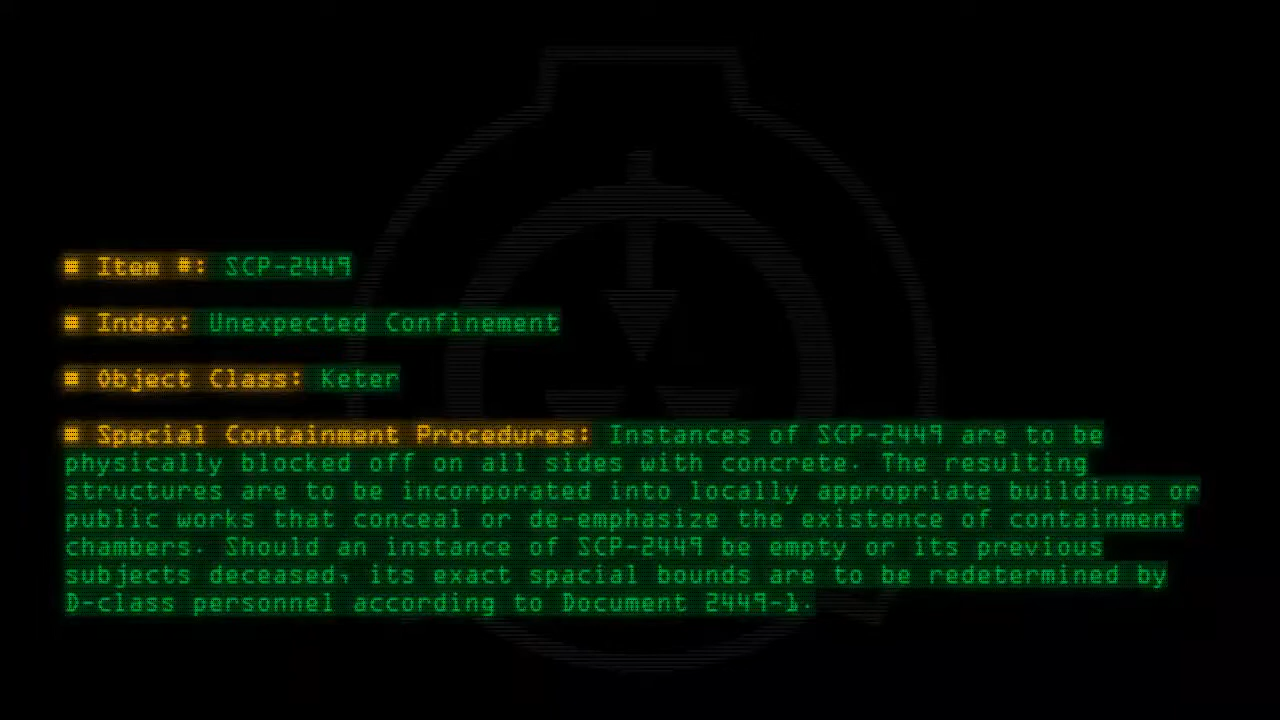 ■ Item #: SCP-2449
■ Index: Unexpected Confinement
■ Object Class: Keter
■ Special Containment Procedures: Instances of SCP-2449 are to be
physically blocked off on all sides with concrete. The resulting
structures are to be incorporated into locally appropriate buildings or
public works that conceal or de-emphasize the existence of containment
chambers. Should an instance of SCP-2449 be empty or its previous
subjects deceased, its exact spacial bounds are to be redetermined by
D-class personnel according to Document 2449-1.